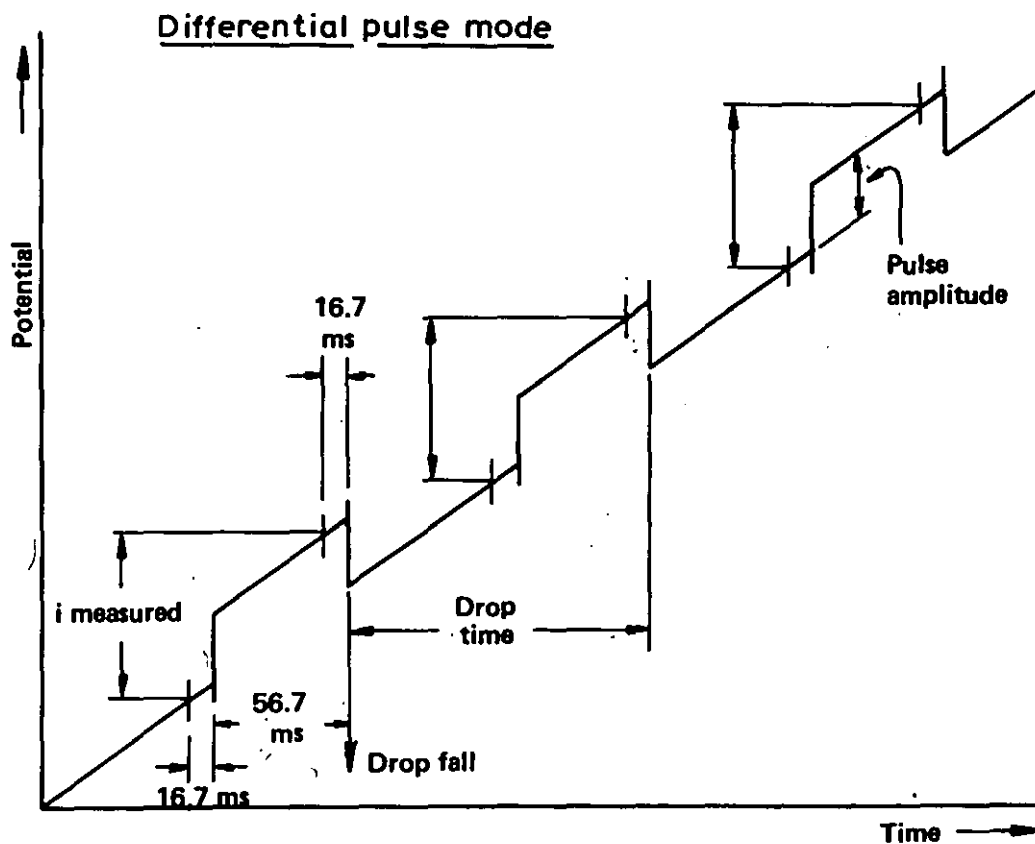 Differential pulse mode
Potential
16.7
ms
Pulse
amplitude
i measured
Drop
time
56.7
ms
Drop fall
16.7 ms
Time